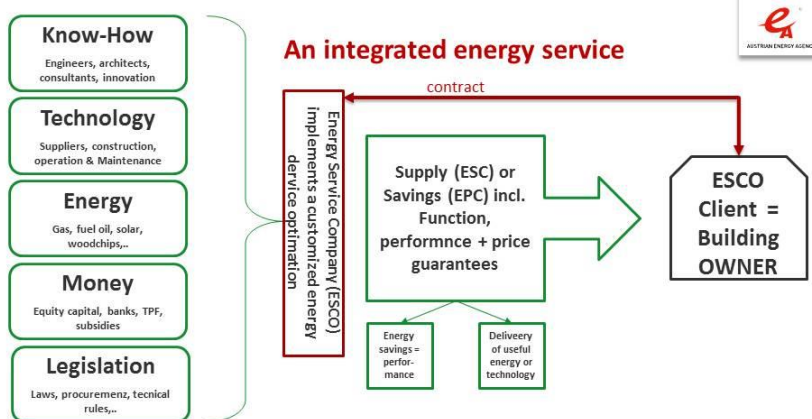 Know-How
Engineers, architects,
consultants, innovation
Technology
Suppliers, construction,
operation & Maintenance
Energy
Gas, fuel oil, solar,
woodchips,..
Money
Equity capital, banks, TPF,
subsidies
Legislation
Laws, procuremenz, tecnical
rules,..
An integrated energy service
contract
Energy Service Company (ESCO)
implements a customized energy
dervice optimation
Supply (ESC) or
Savings (EPC) incl.
Function,
performnce + price
guarantees
Energy
savings =
perfor-
mance
Deliveery
of useful
energy or
technology
ESCO
Client =
Building
OWNER
eA
AUSTRIAN ENERGY AGENC